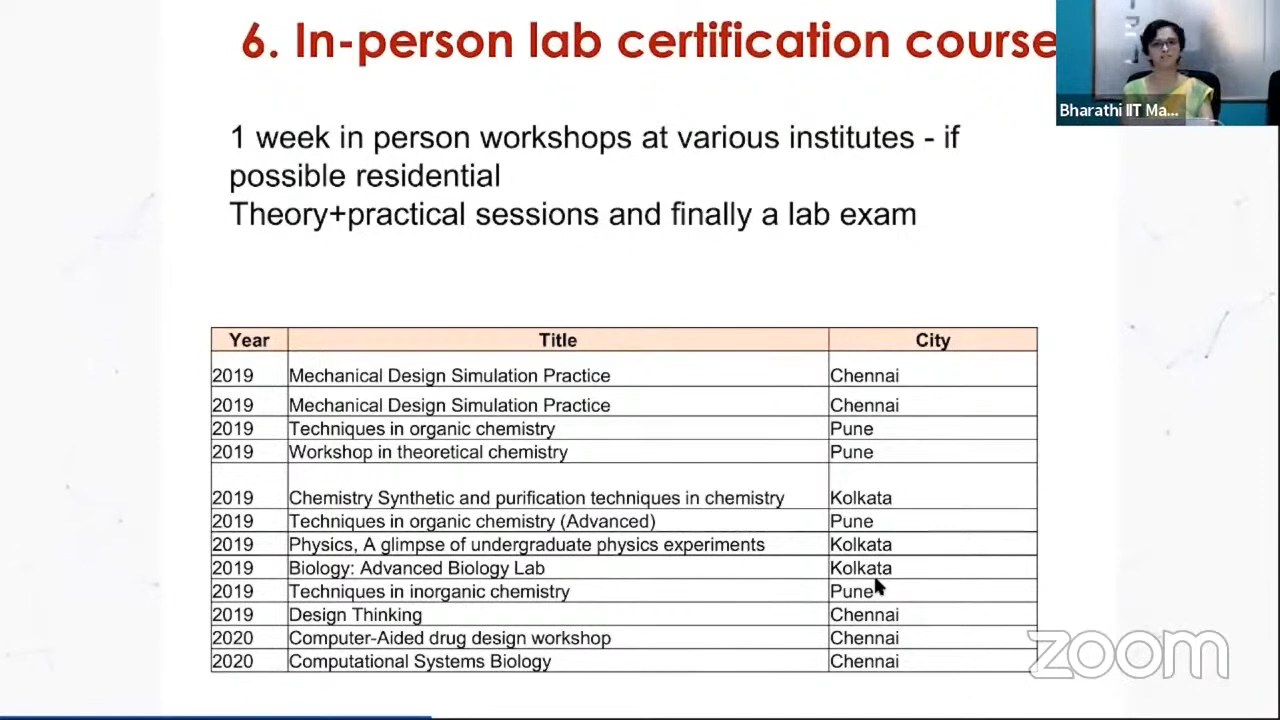 6. In-person lab certification course
Bharathi IIT Ma...
1 week in person workshops at various institutes - if
possible residential
Theory+practical sessions and finally a lab exam
Year Title City
2019 Mechanical Design Simulation Practice Chennai
2019 Mechanical Design Simulation Practice Chennai
2019 Techniques in organic chemistry Pune
2019 Workshop in theoretical chemistry Pune
2019 Chemistry Synthetic and purification techniques in chemistry Kolkata
2019 Techniques in organic chemistry (Advanced) Pune
2019 Physics, A glimpse of undergraduate physics experiments Kolkata
2019 Biology: Advanced Biology Lab Kolkata
2019 Techniques in inorganic chemistry Pune
2019 Design Thinking Chennai
2020 Computer-Aided drug design workshop Chennai
2020 Computational Systems Biology Chennai
zoom